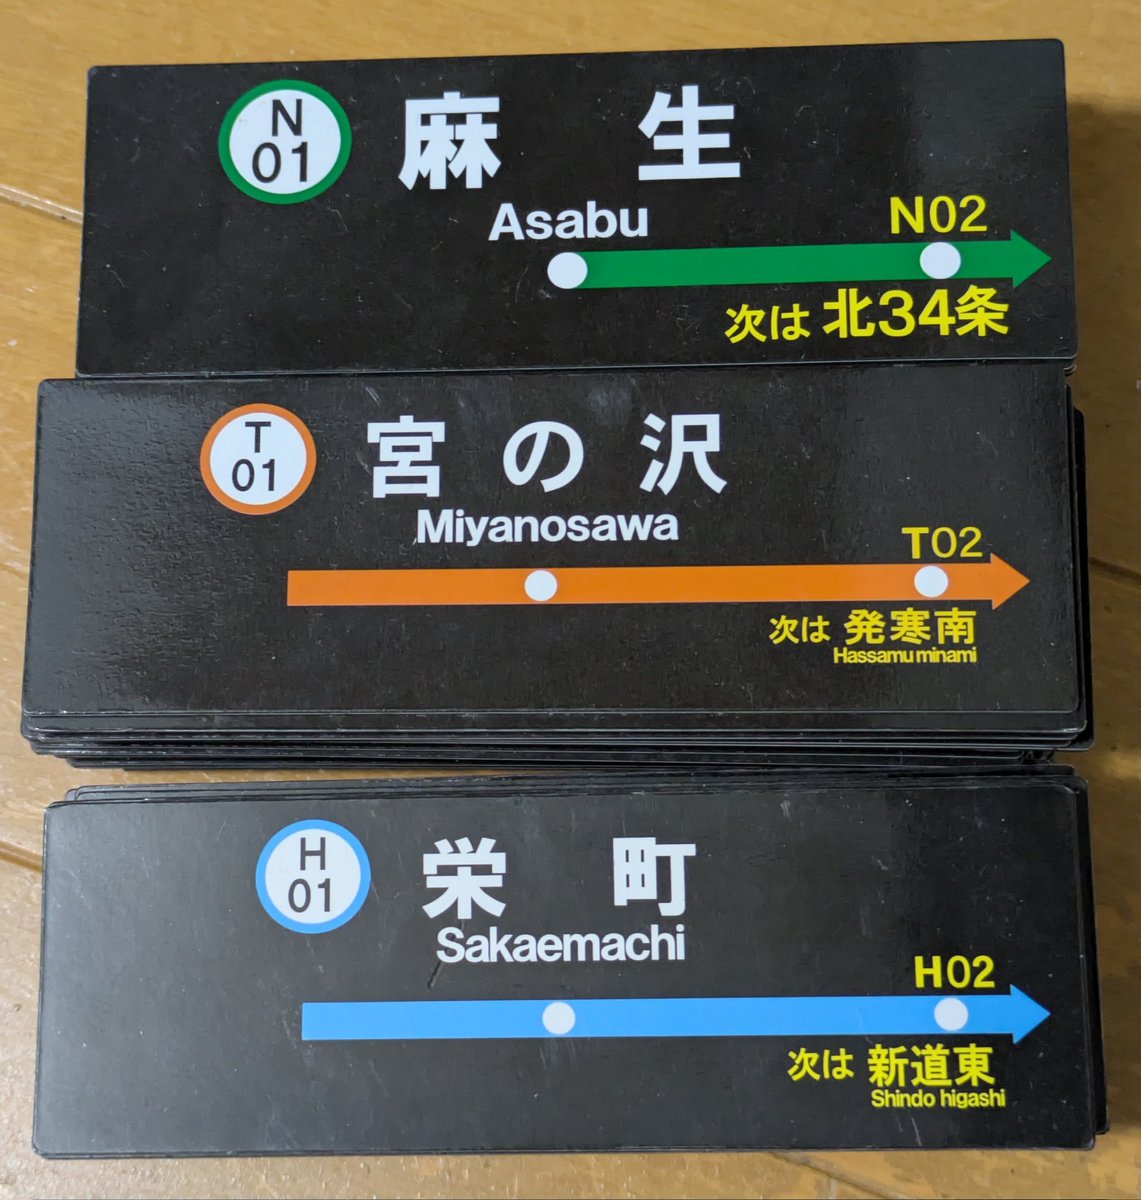 N
01
麻 生
Asabu
N02
次は 北34条
T
01
宮の沢
Miyanosawa
T02
次は 発寒南
Hassamu minami
H
01
栄 町
Sakaemachi
H02
次は 新道東
Shindo higashi